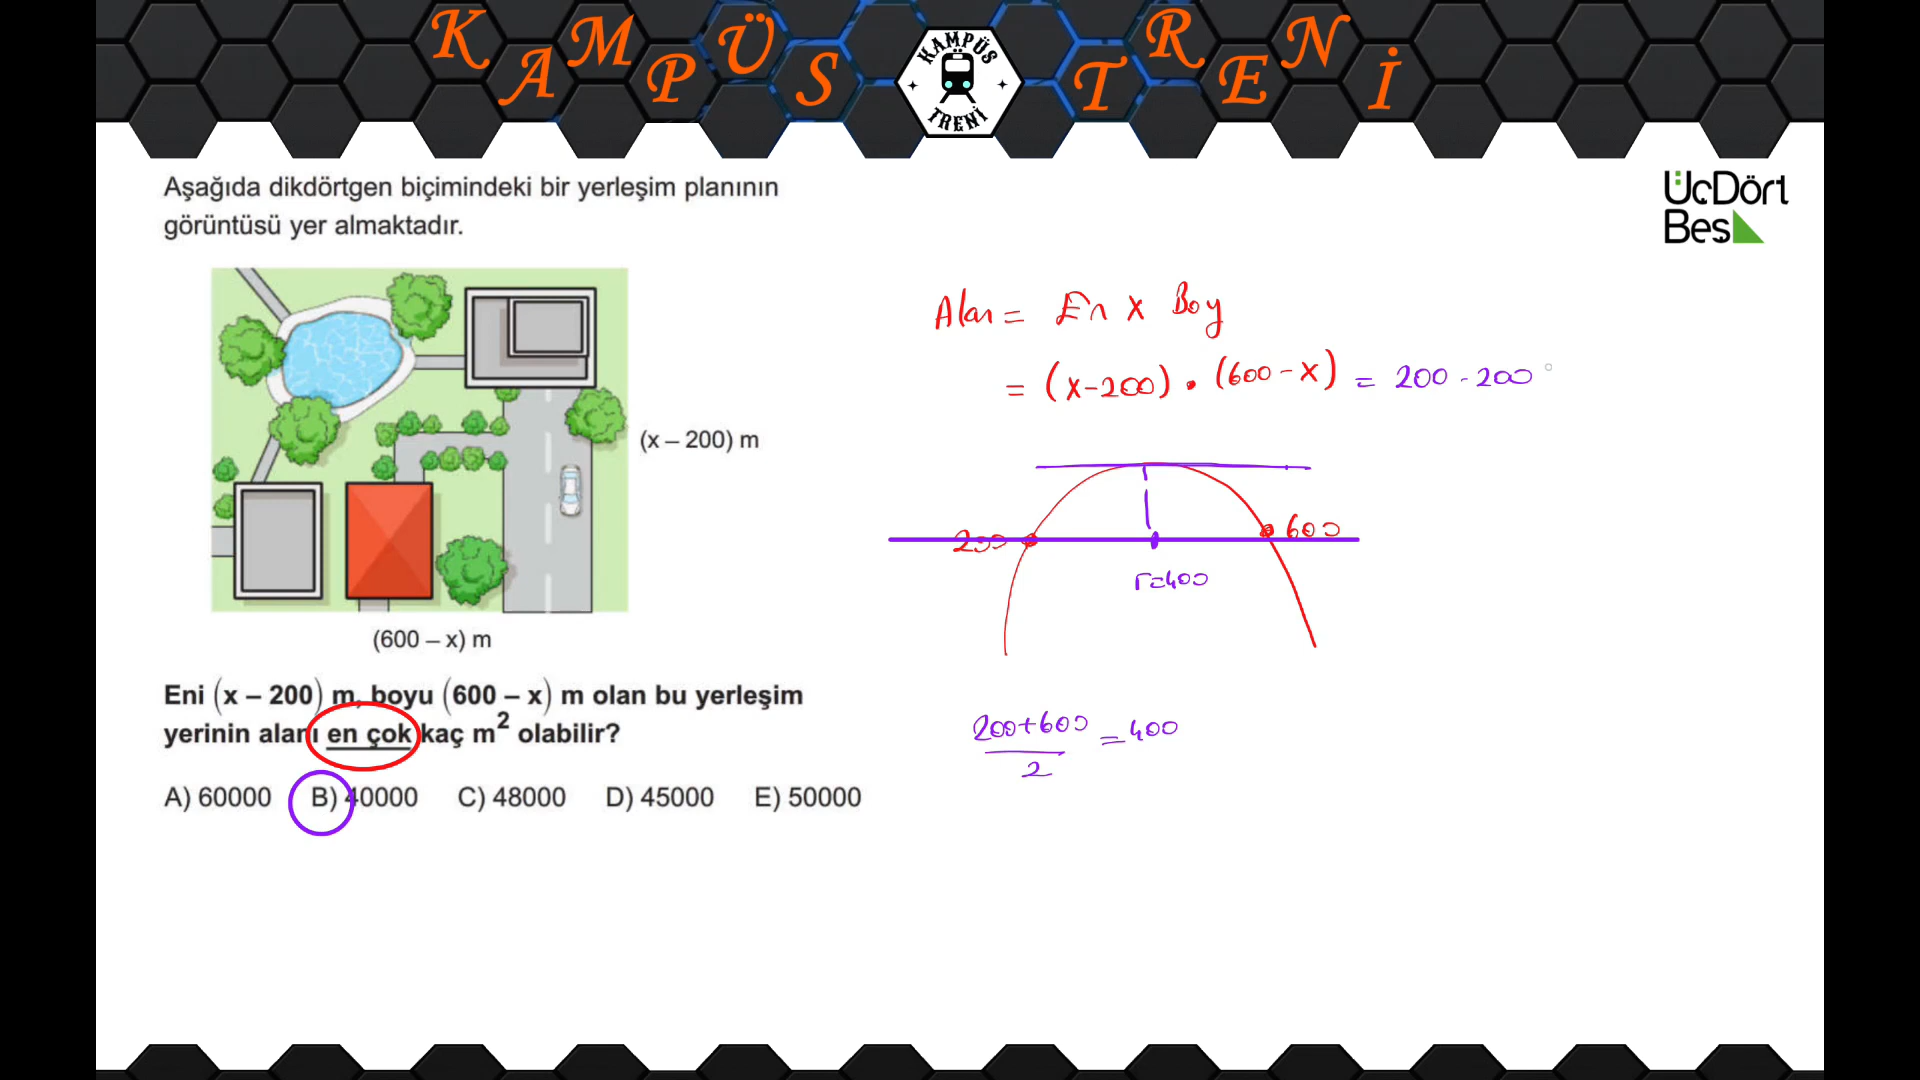 KAMPÜS TRENİ
KAMPÜS
TRENİ
Aşağıda dikdörtgen biçimindeki bir yerleşim planının
görüntüsü yer almaktadır.
ÜçDört
Beş
(x – 200) m
(600 – x) m
Eni (x – 200) m, boyu (600 – x) m olan bu yerleşim
yerinin alanı en çok kaç m² olabilir?
A) 60000 B) 40000 C) 48000 D) 45000 E) 50000
Alan = En x Boy
= (x-200) . (600-x) = 200 . 200
200 600
r=400
200+600
2
=400